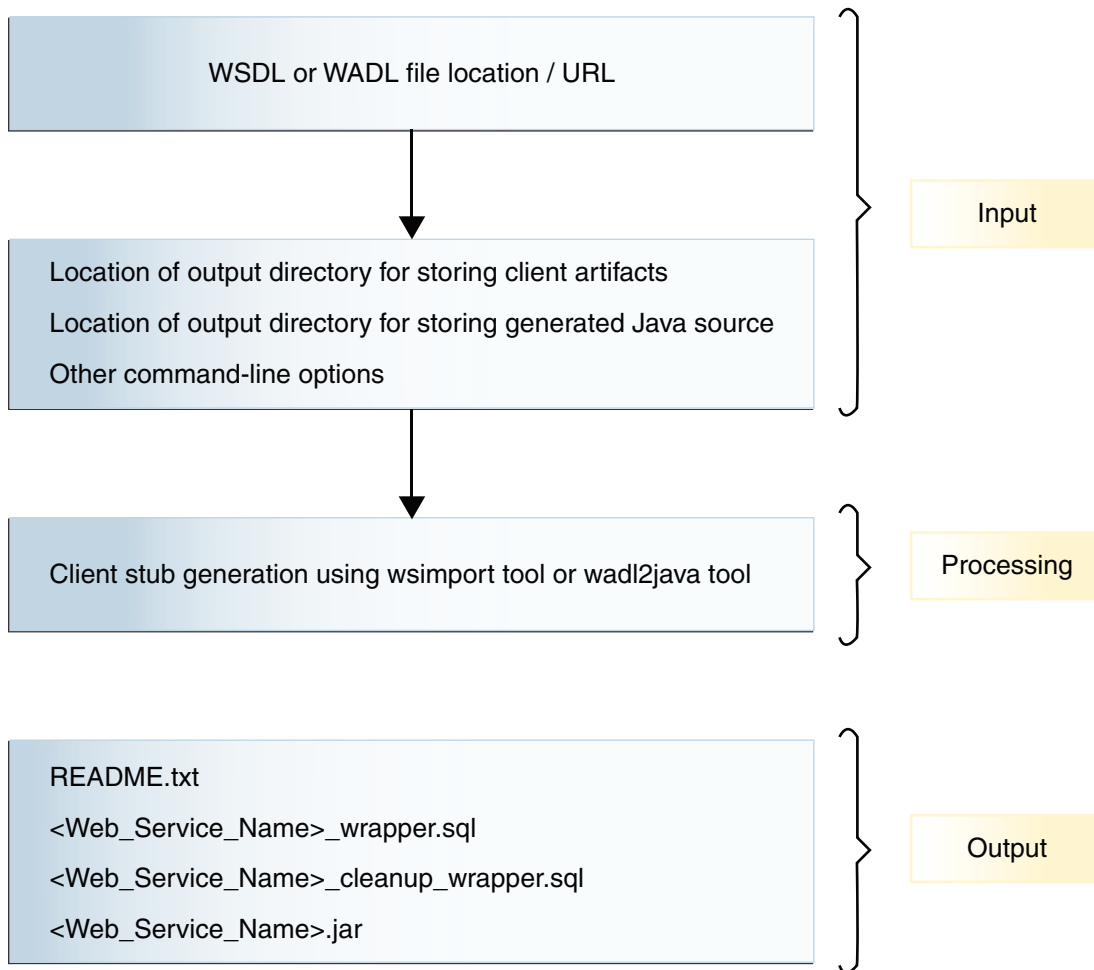 WSDL or WADL file location / URL
Input
Location of output directory for storing client artifacts
Location of output directory for storing generated Java source
Other command-line options
Client stub generation using wsimport tool or wadl2java tool
Processing
README.txt
<Web_Service_Name>_wrapper.sql
<Web_Service_Name>_cleanup_wrapper.sql
<Web_Service_Name>.jar
Output